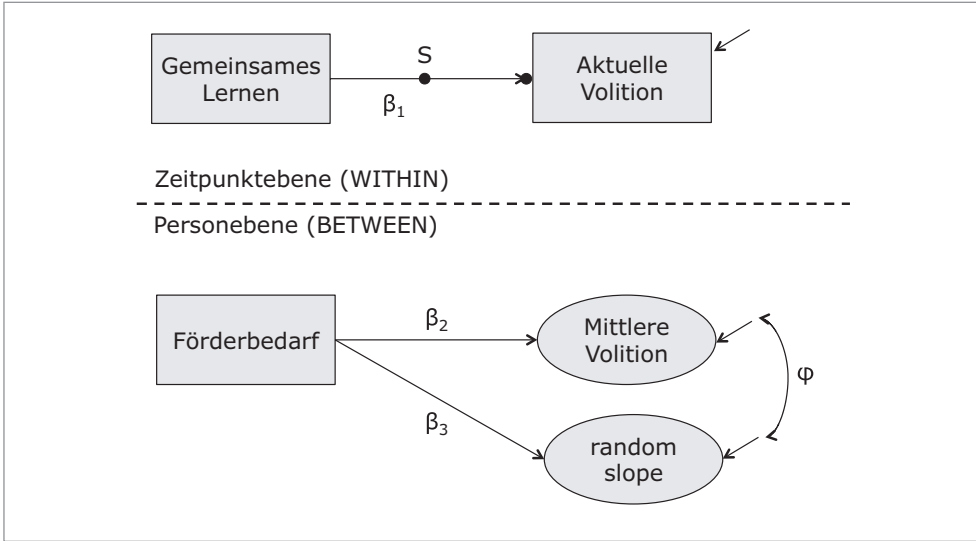 Gemeinsames
Lernen
S
β1
Aktuelle
Volition
Zeitpunktebene (WITHIN)
Personebene (BETWEEN)
Förderbedarf
β2
β3
Mittlere
Volition
random
slope
φ